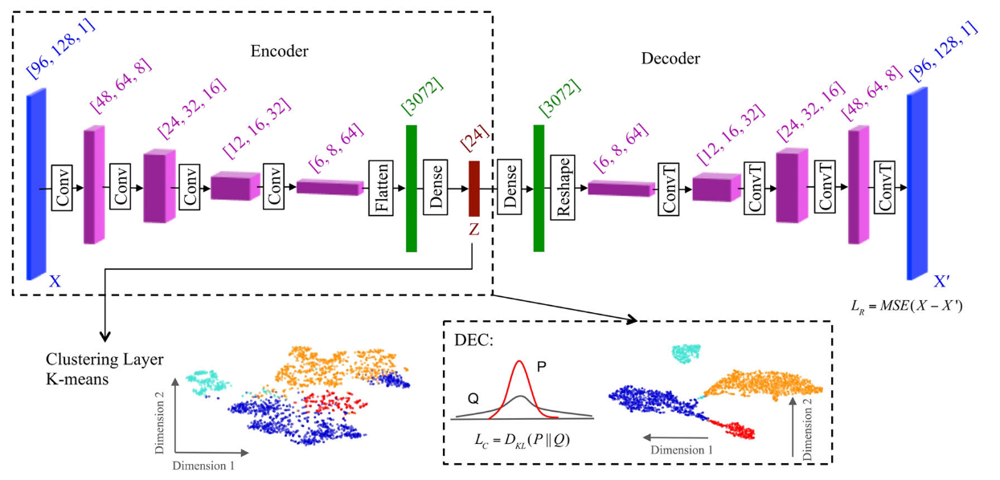 Encoder
Decoder
[96, 128, 1]
[48, 64, 8]
[24, 32, 16]
[12, 16, 32]
[6, 8, 64]
[3072]
[24]
[3072]
[6, 8, 64]
[12, 16, 32]
[24, 32, 16]
[48, 64, 8]
[96, 128, 1]
Conv
Conv
Conv
Conv
Flatten
Dense
Dense
Reshape
ConvT
ConvT
ConvT
ConvT
X
Z
X′
L_R = MSE(X − X')
Clustering Layer
K-means
Dimension 2
Dimension 1
DEC:
P
Q
L_C = D_KL(P‖Q)
Dimension 1
Dimension 2